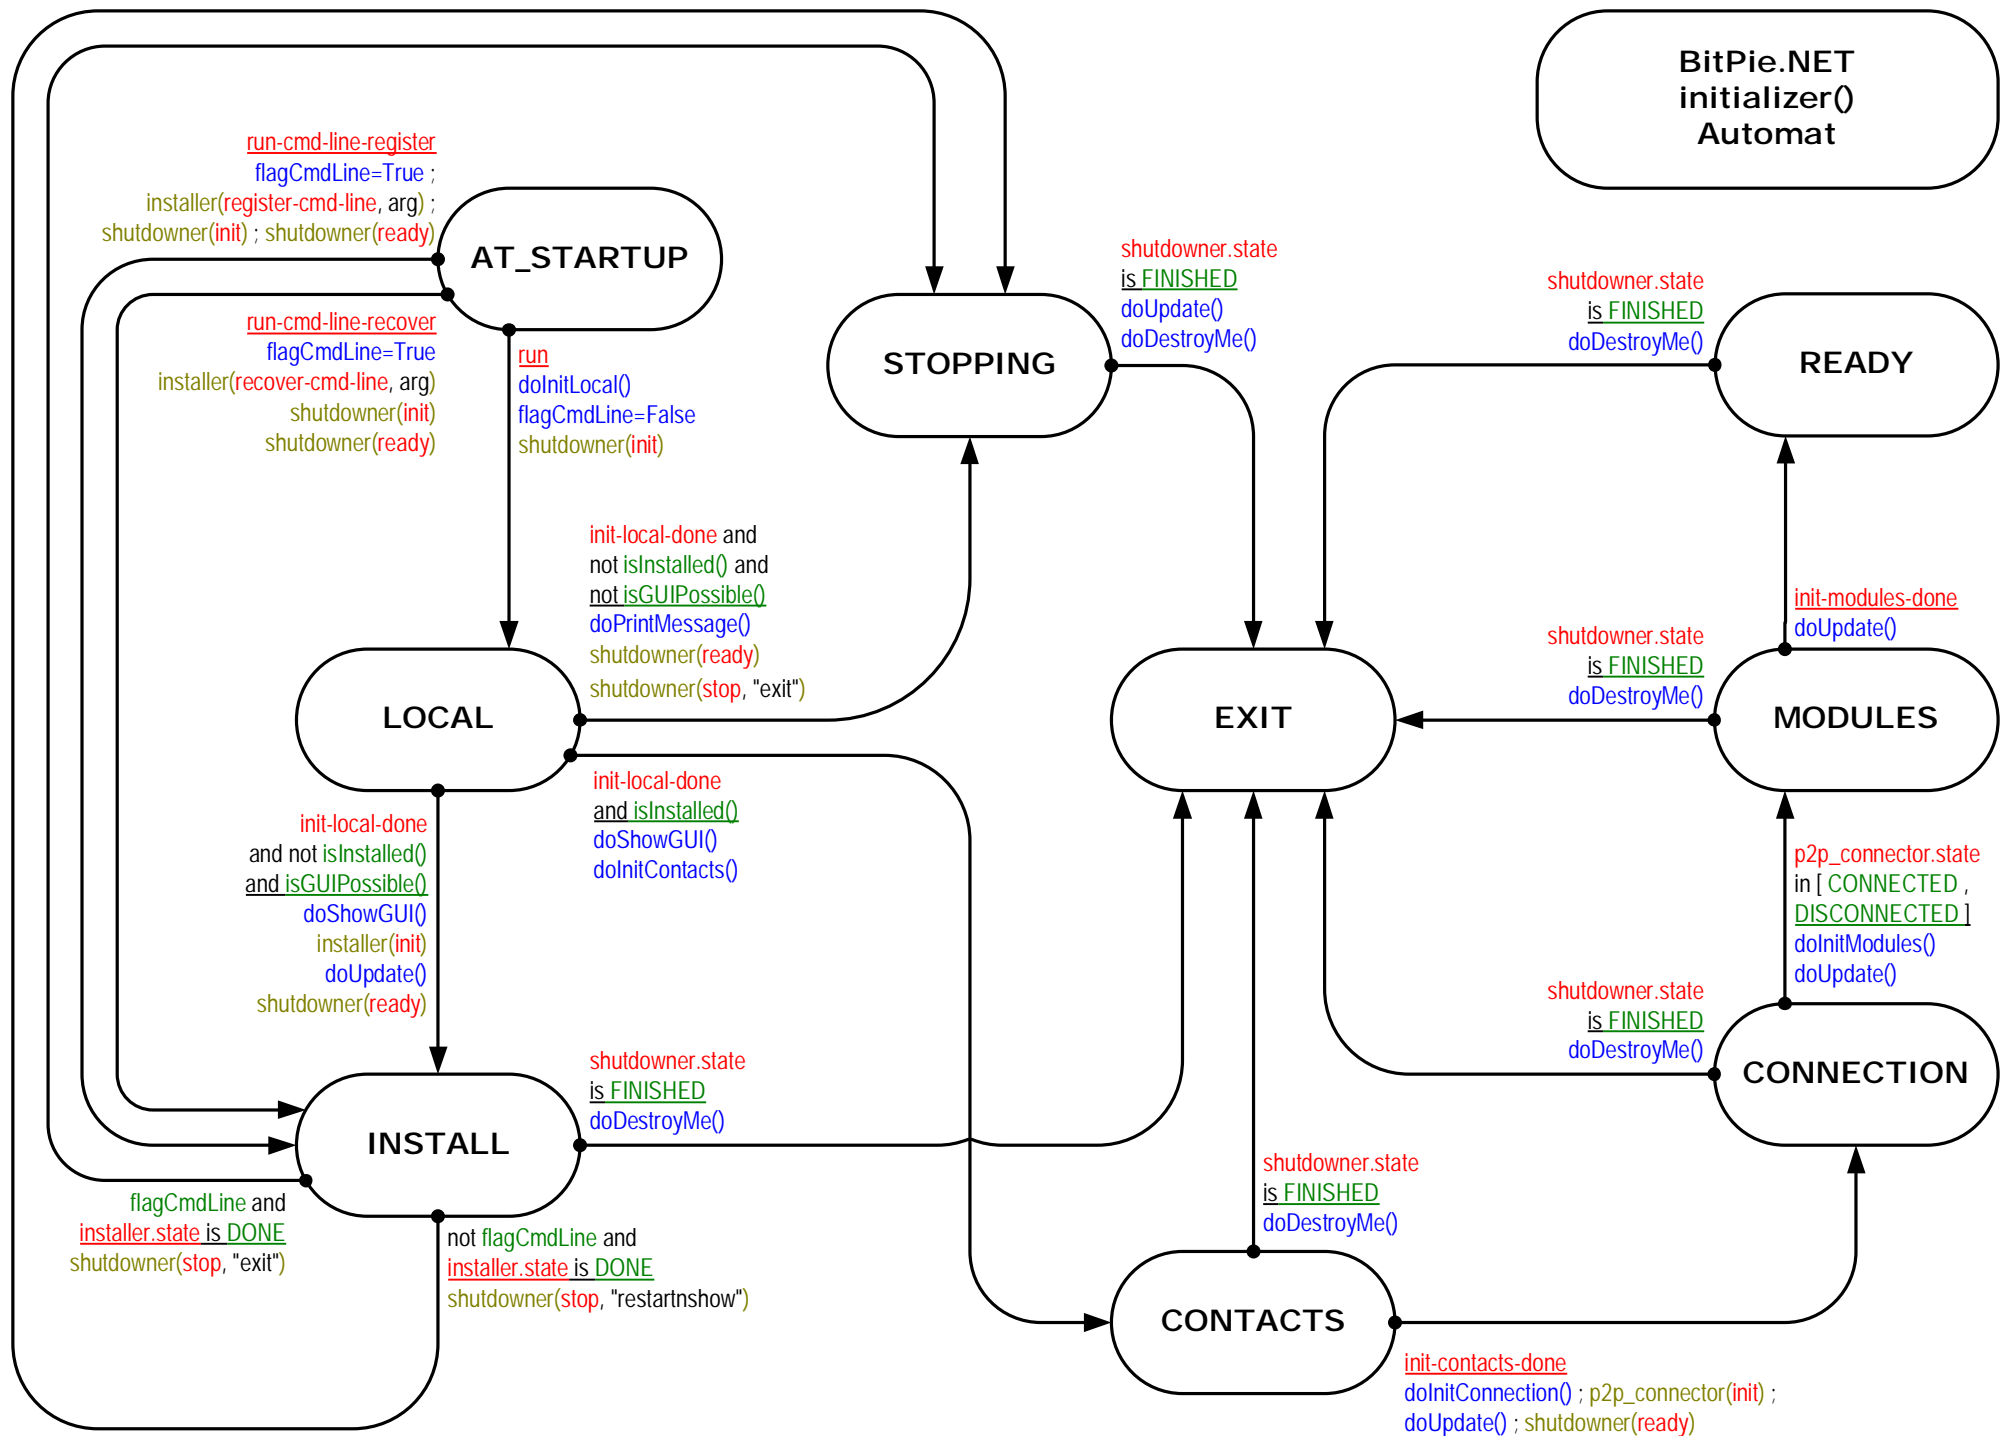 BitPie.NET
initializer()
Automat
run-cmd-line-register
flagCmdLine=True ;
installer(register-cmd-line, arg) ;
shutdowner(init) ; shutdowner(ready)
AT_STARTUP
run-cmd-line-recover
flagCmdLine=True
installer(recover-cmd-line, arg)
shutdowner(init)
shutdowner(ready)
run
doInitLocal()
flagCmdLine=False
shutdowner(init)
STOPPING
shutdowner.state
is FINISHED
doUpdate()
doDestroyMe()
shutdowner.state
is FINISHED
doDestroyMe()
READY
init-local-done and
not isInstalled() and
not isGUIPossible()
doPrintMessage()
shutdowner(ready)
shutdowner(stop, "exit")
init-modules-done
doUpdate()
shutdowner.state
is FINISHED
doDestroyMe()
LOCAL
EXIT
MODULES
init-local-done
and isInstalled()
doShowGUI()
doInitContacts()
init-local-done
and not isInstalled()
and isGUIPossible()
doShowGUI()
installer(init)
doUpdate()
shutdowner(ready)
p2p_connector.state
in [ CONNECTED ,
DISCONNECTED ]
doInitModules()
doUpdate()
shutdowner.state
is FINISHED
doDestroyMe()
CONNECTION
shutdowner.state
is FINISHED
doDestroyMe()
INSTALL
shutdowner.state
is FINISHED
doDestroyMe()
flagCmdLine and
installer.state is DONE
shutdowner(stop, "exit")
not flagCmdLine and
installer.state is DONE
shutdowner(stop, "restartnshow")
CONTACTS
init-contacts-done
doInitConnection() ; p2p_connector(init) ;
doUpdate() ; shutdowner(ready)